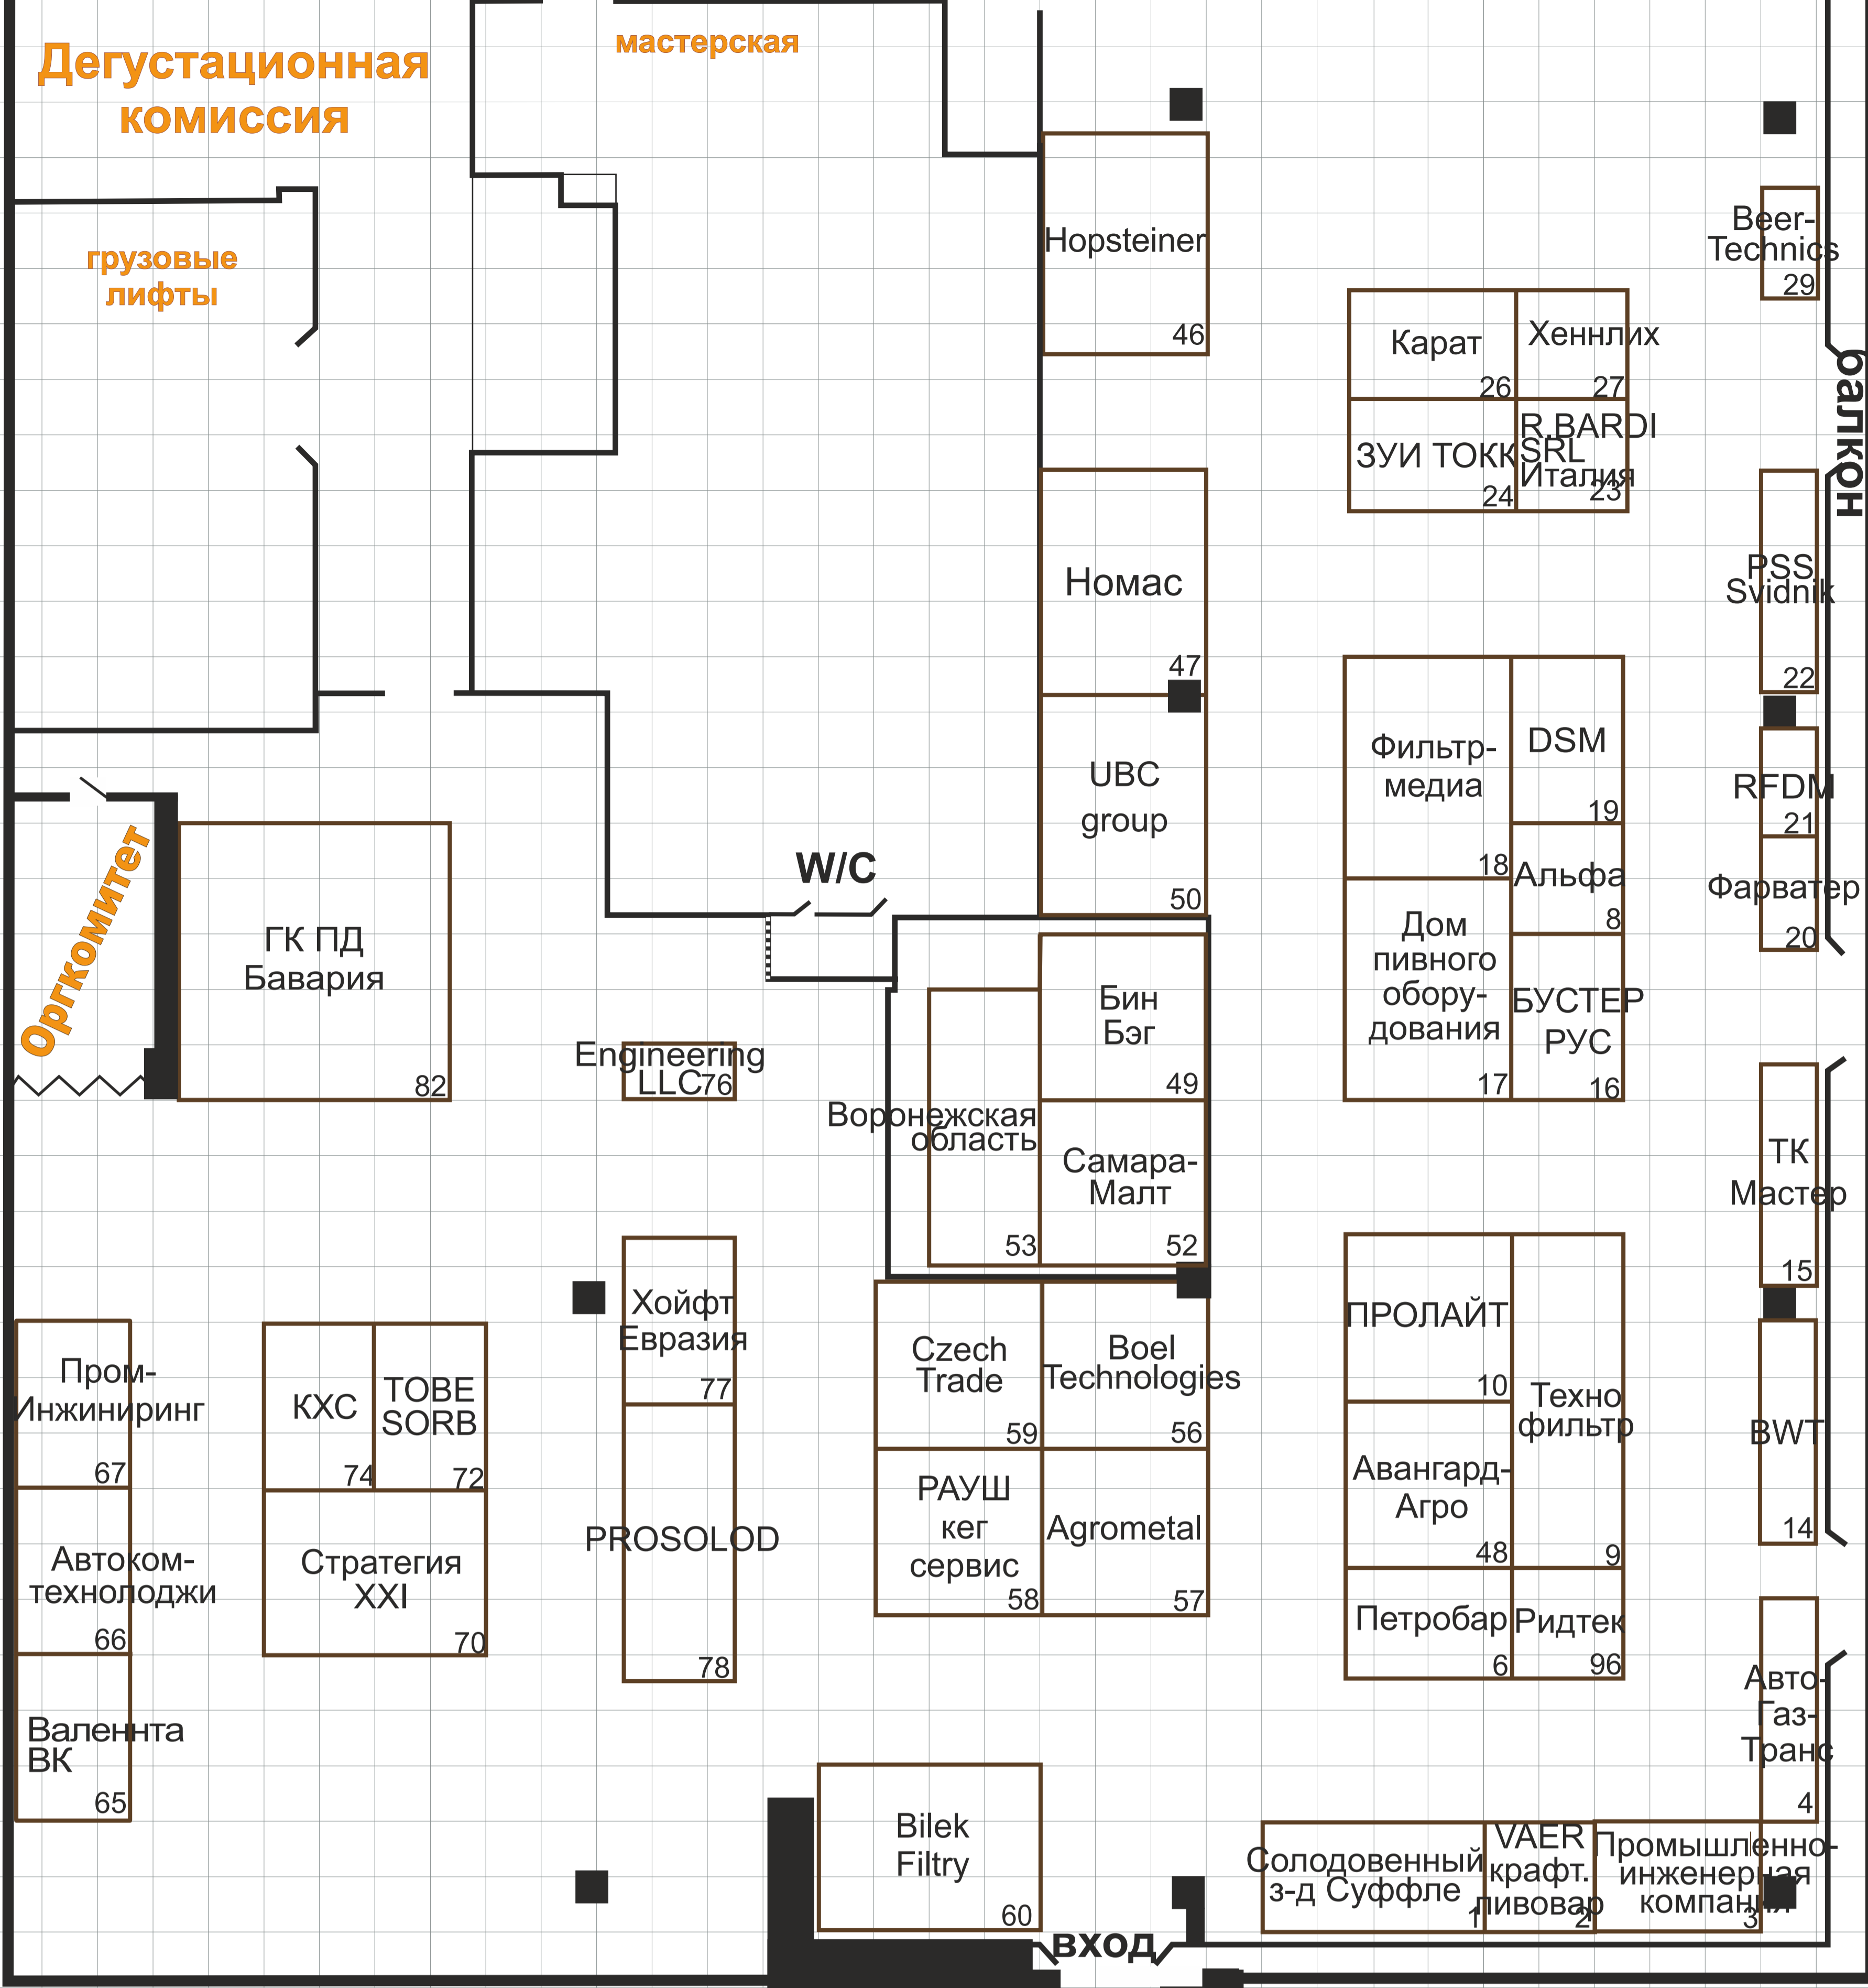 Дегустационная
комиссия
мастерская
грузовые
лифты
Hopsteiner
46
Beer-
Technics
29
Карат
26
Хеннлих
27
ЗУИ ТОКК
24
R.BARDI
SRL
Италия
23
балкон
Номас
47
PSS
Svidnik
22
UBC
group
50
Фильтр-
медиа
18
DSM
19
RFDM
21
Альфа
8
Фарватер
20
W/C
Оргкомитет
ГК ПД
Бавария
82
Дом
пивного
обору-
дования
17
БУСТЕР
РУС
16
Engineering
LLC
76
Бин
Бэг
49
Воронежская
область
53
Самара-
Малт
52
ТК
Мастер
15
Хойфт
Евразия
77
Czech
Trade
59
Boel
Technologies
56
ПРОЛАЙТ
10
Техно
фильтр
9
BWT
14
Пром-
Инжиниринг
67
КХС
74
TOBE
SORB
72
PROSOLOD
78
РАУШ
кег
сервис
58
Agrometal
57
Авангард-
Агро
48
Автоком-
технолоджи
66
Стратегия
XXI
70
Петробар
6
Ридтек
96
Авто-
Газ-
Транс
4
Валеннта
ВК
65
Bilek
Filtry
60
Солодовенный
з-д Суффле
1
VAER
крафт.
пивовар
2
Промышленно-
инженерная
компания
3
вход